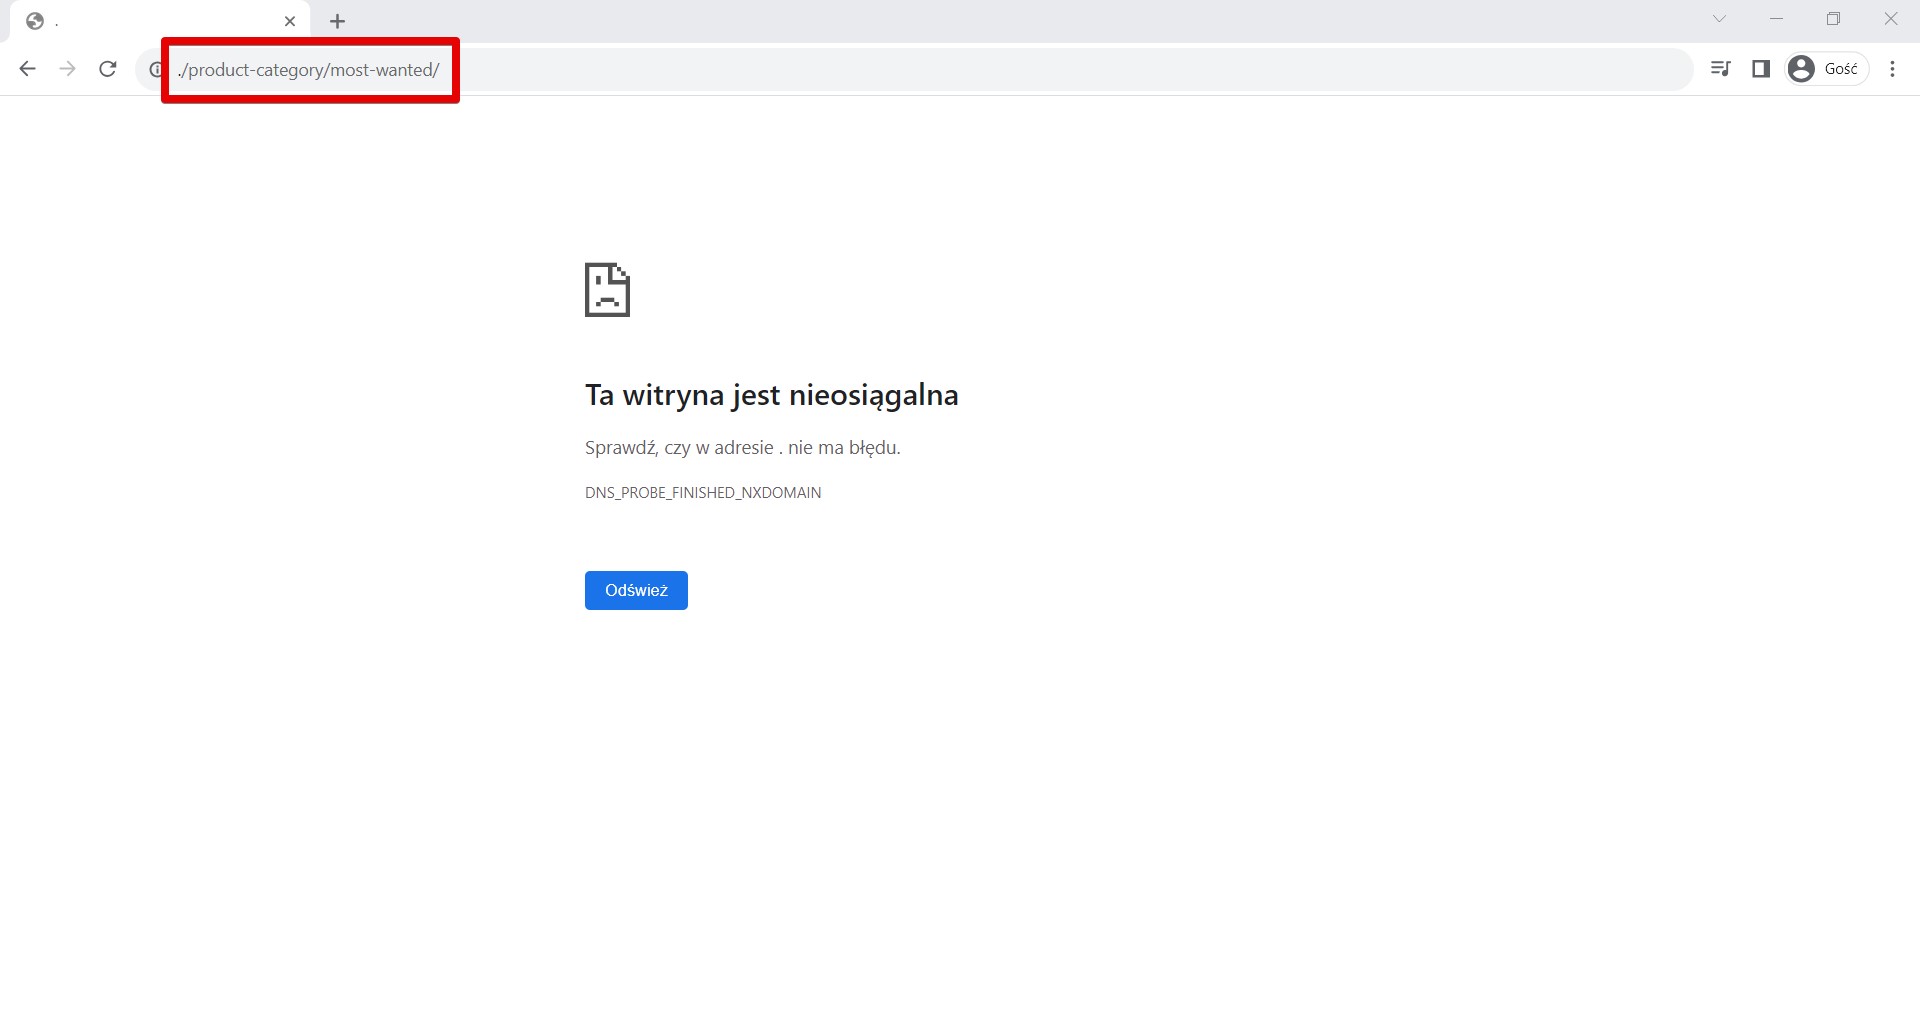 .
./product-category/most-wanted/
Gość
Ta witryna jest nieosiągalna
Sprawdź, czy w adresie . nie ma błędu.
DNS_PROBE_FINISHED_NXDOMAIN
Odśwież